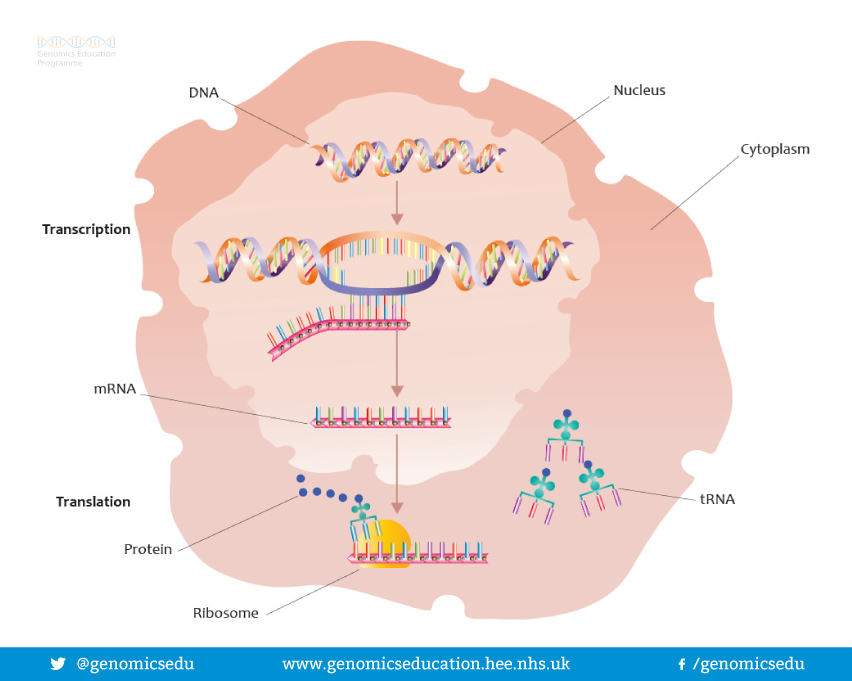 Genomics Education
Programme
DNA
Nucleus
Cytoplasm
Transcription
mRNA
Translation
tRNA
Protein
Ribosome
@genomicsedu
www.genomicseducation.hee.nhs.uk
/genomicsedu